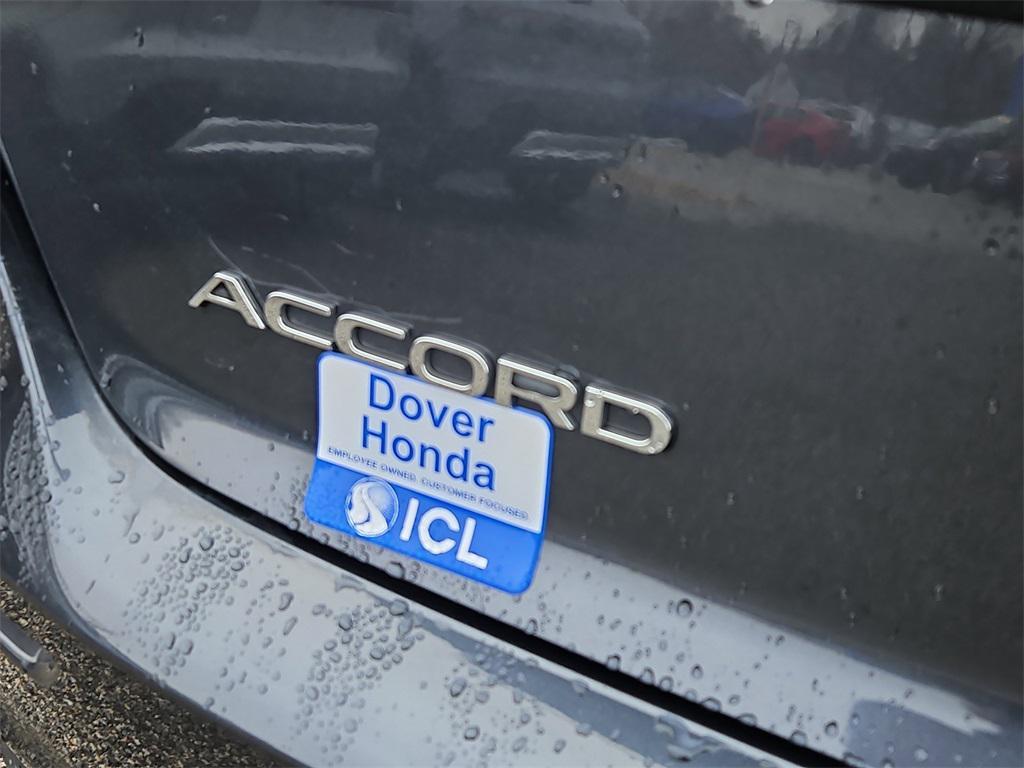 ACCORD
Dover
Honda
EMPLOYEE OWNED. CUSTOMER FOCUSED.
ICL